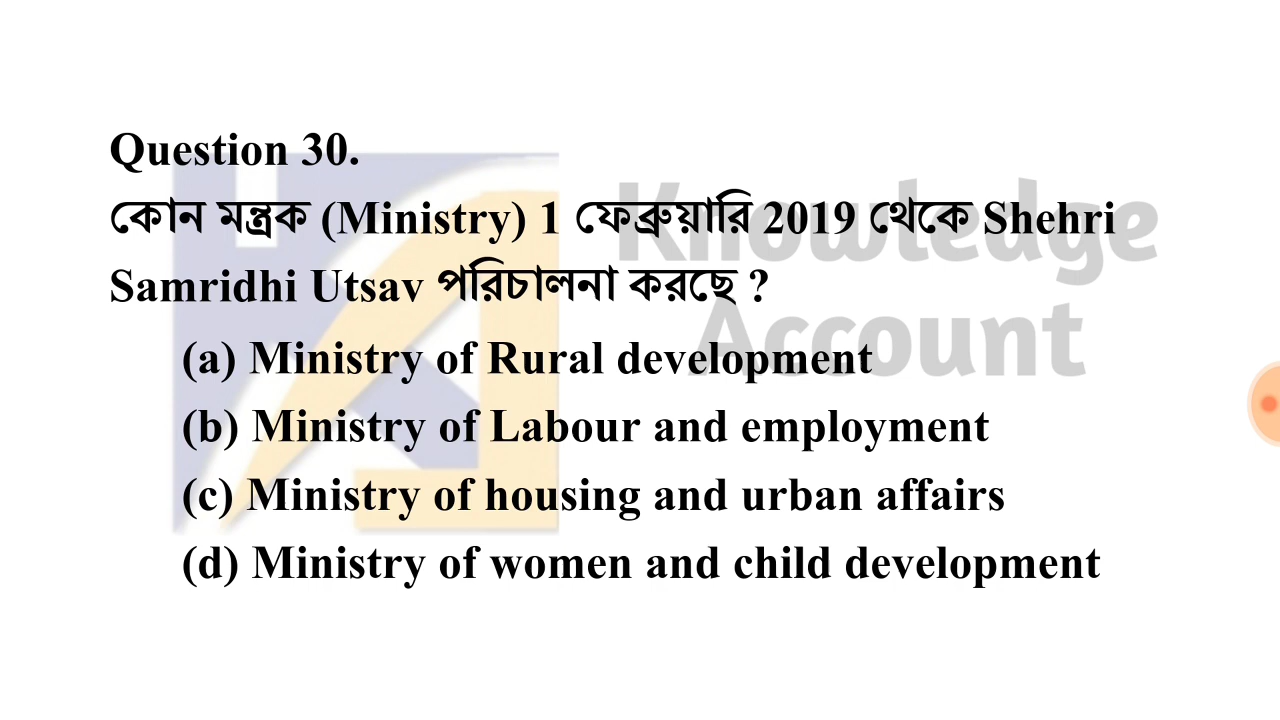 Question 30.
কোন মন্ত্রক (Ministry) 1 ফেব্রুয়ারি 2019 থেকে Shehri
Samridhi Utsav পরিচালনা করছে ?
(a) Ministry of Rural development
(b) Ministry of Labour and employment
(c) Ministry of housing and urban affairs
(d) Ministry of women and child development
Knowledge
Account